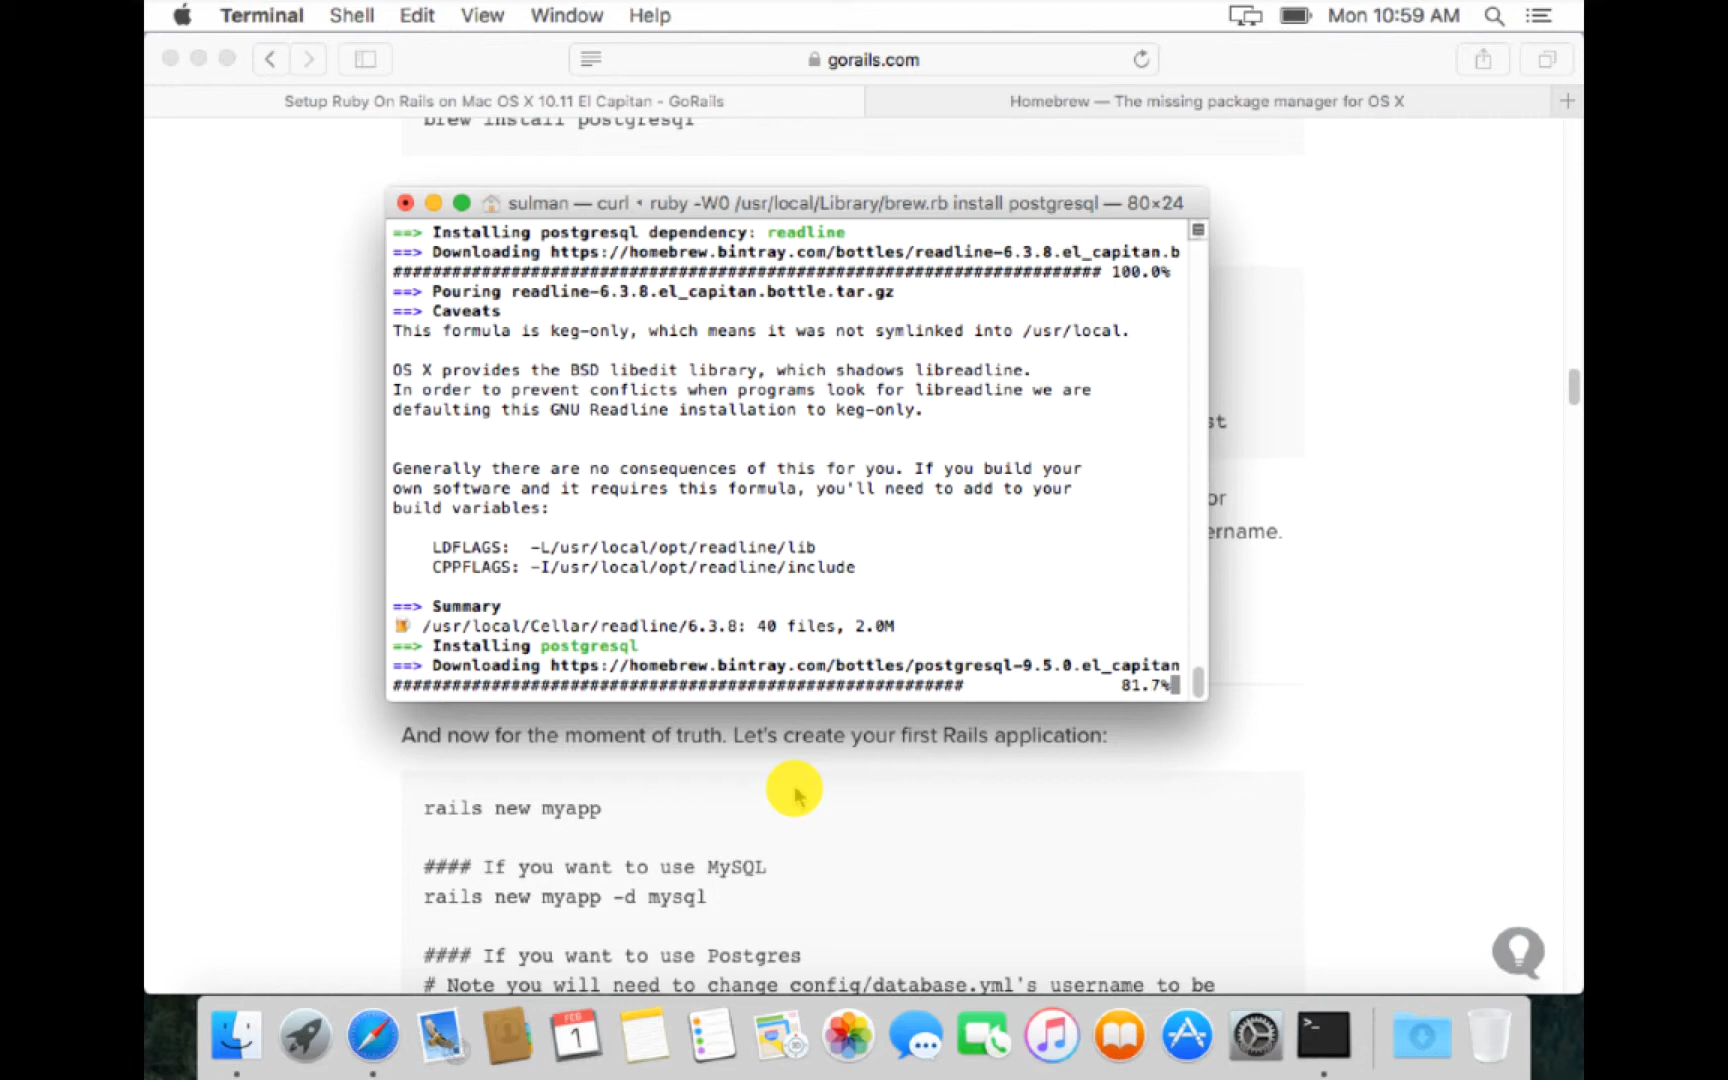 Terminal Shell Edit View Window Help Mon 10:59 AM
gorails.com
Setup Ruby On Rails on Mac OS X 10.11 El Capitan - GoRails
Homebrew — The missing package manager for OS X
brew install postgresql
sulman — curl • ruby -W0 /usr/local/Library/brew.rb install postgresql — 80×24
==> Installing postgresql dependency: readline
==> Downloading https://homebrew.bintray.com/bottles/readline-6.3.8.el_capitan.b
######################################################################## 100.0%
==> Pouring readline-6.3.8.el_capitan.bottle.tar.gz
==> Caveats
This formula is keg-only, which means it was not symlinked into /usr/local.
OS X provides the BSD libedit library, which shadows libreadline.
In order to prevent conflicts when programs look for libreadline we are
defaulting this GNU Readline installation to keg-only.
Generally there are no consequences of this for you. If you build your
own software and it requires this formula, you'll need to add to your
build variables:
LDFLAGS: -L/usr/local/opt/readline/lib
CPPFLAGS: -I/usr/local/opt/readline/include
==> Summary
/usr/local/Cellar/readline/6.3.8: 40 files, 2.0M
==> Installing postgresql
==> Downloading https://homebrew.bintray.com/bottles/postgresql-9.5.0.el_capitan
########################################################## 81.7%
st
or
ername.
And now for the moment of truth. Let's create your first Rails application:
rails new myapp
#### If you want to use MySQL
rails new myapp -d mysql
#### If you want to use Postgres
# Note you will need to change config/database.yml's username to be
FEB
1